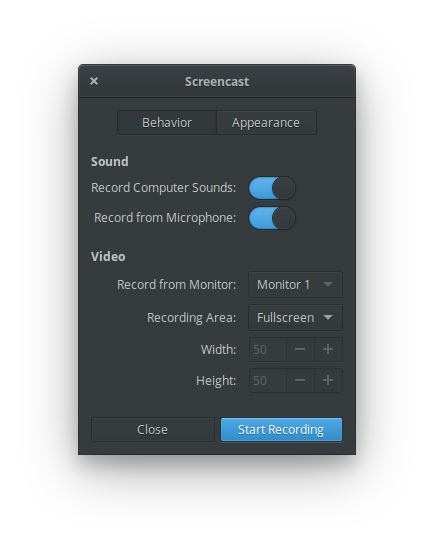 Screencast
Behavior Appearance
Sound
Record Computer Sounds:
Record from Microphone:
Video
Record from Monitor: Monitor 1
Recording Area: Fullscreen
Width: 50
Height: 50
Close Start Recording